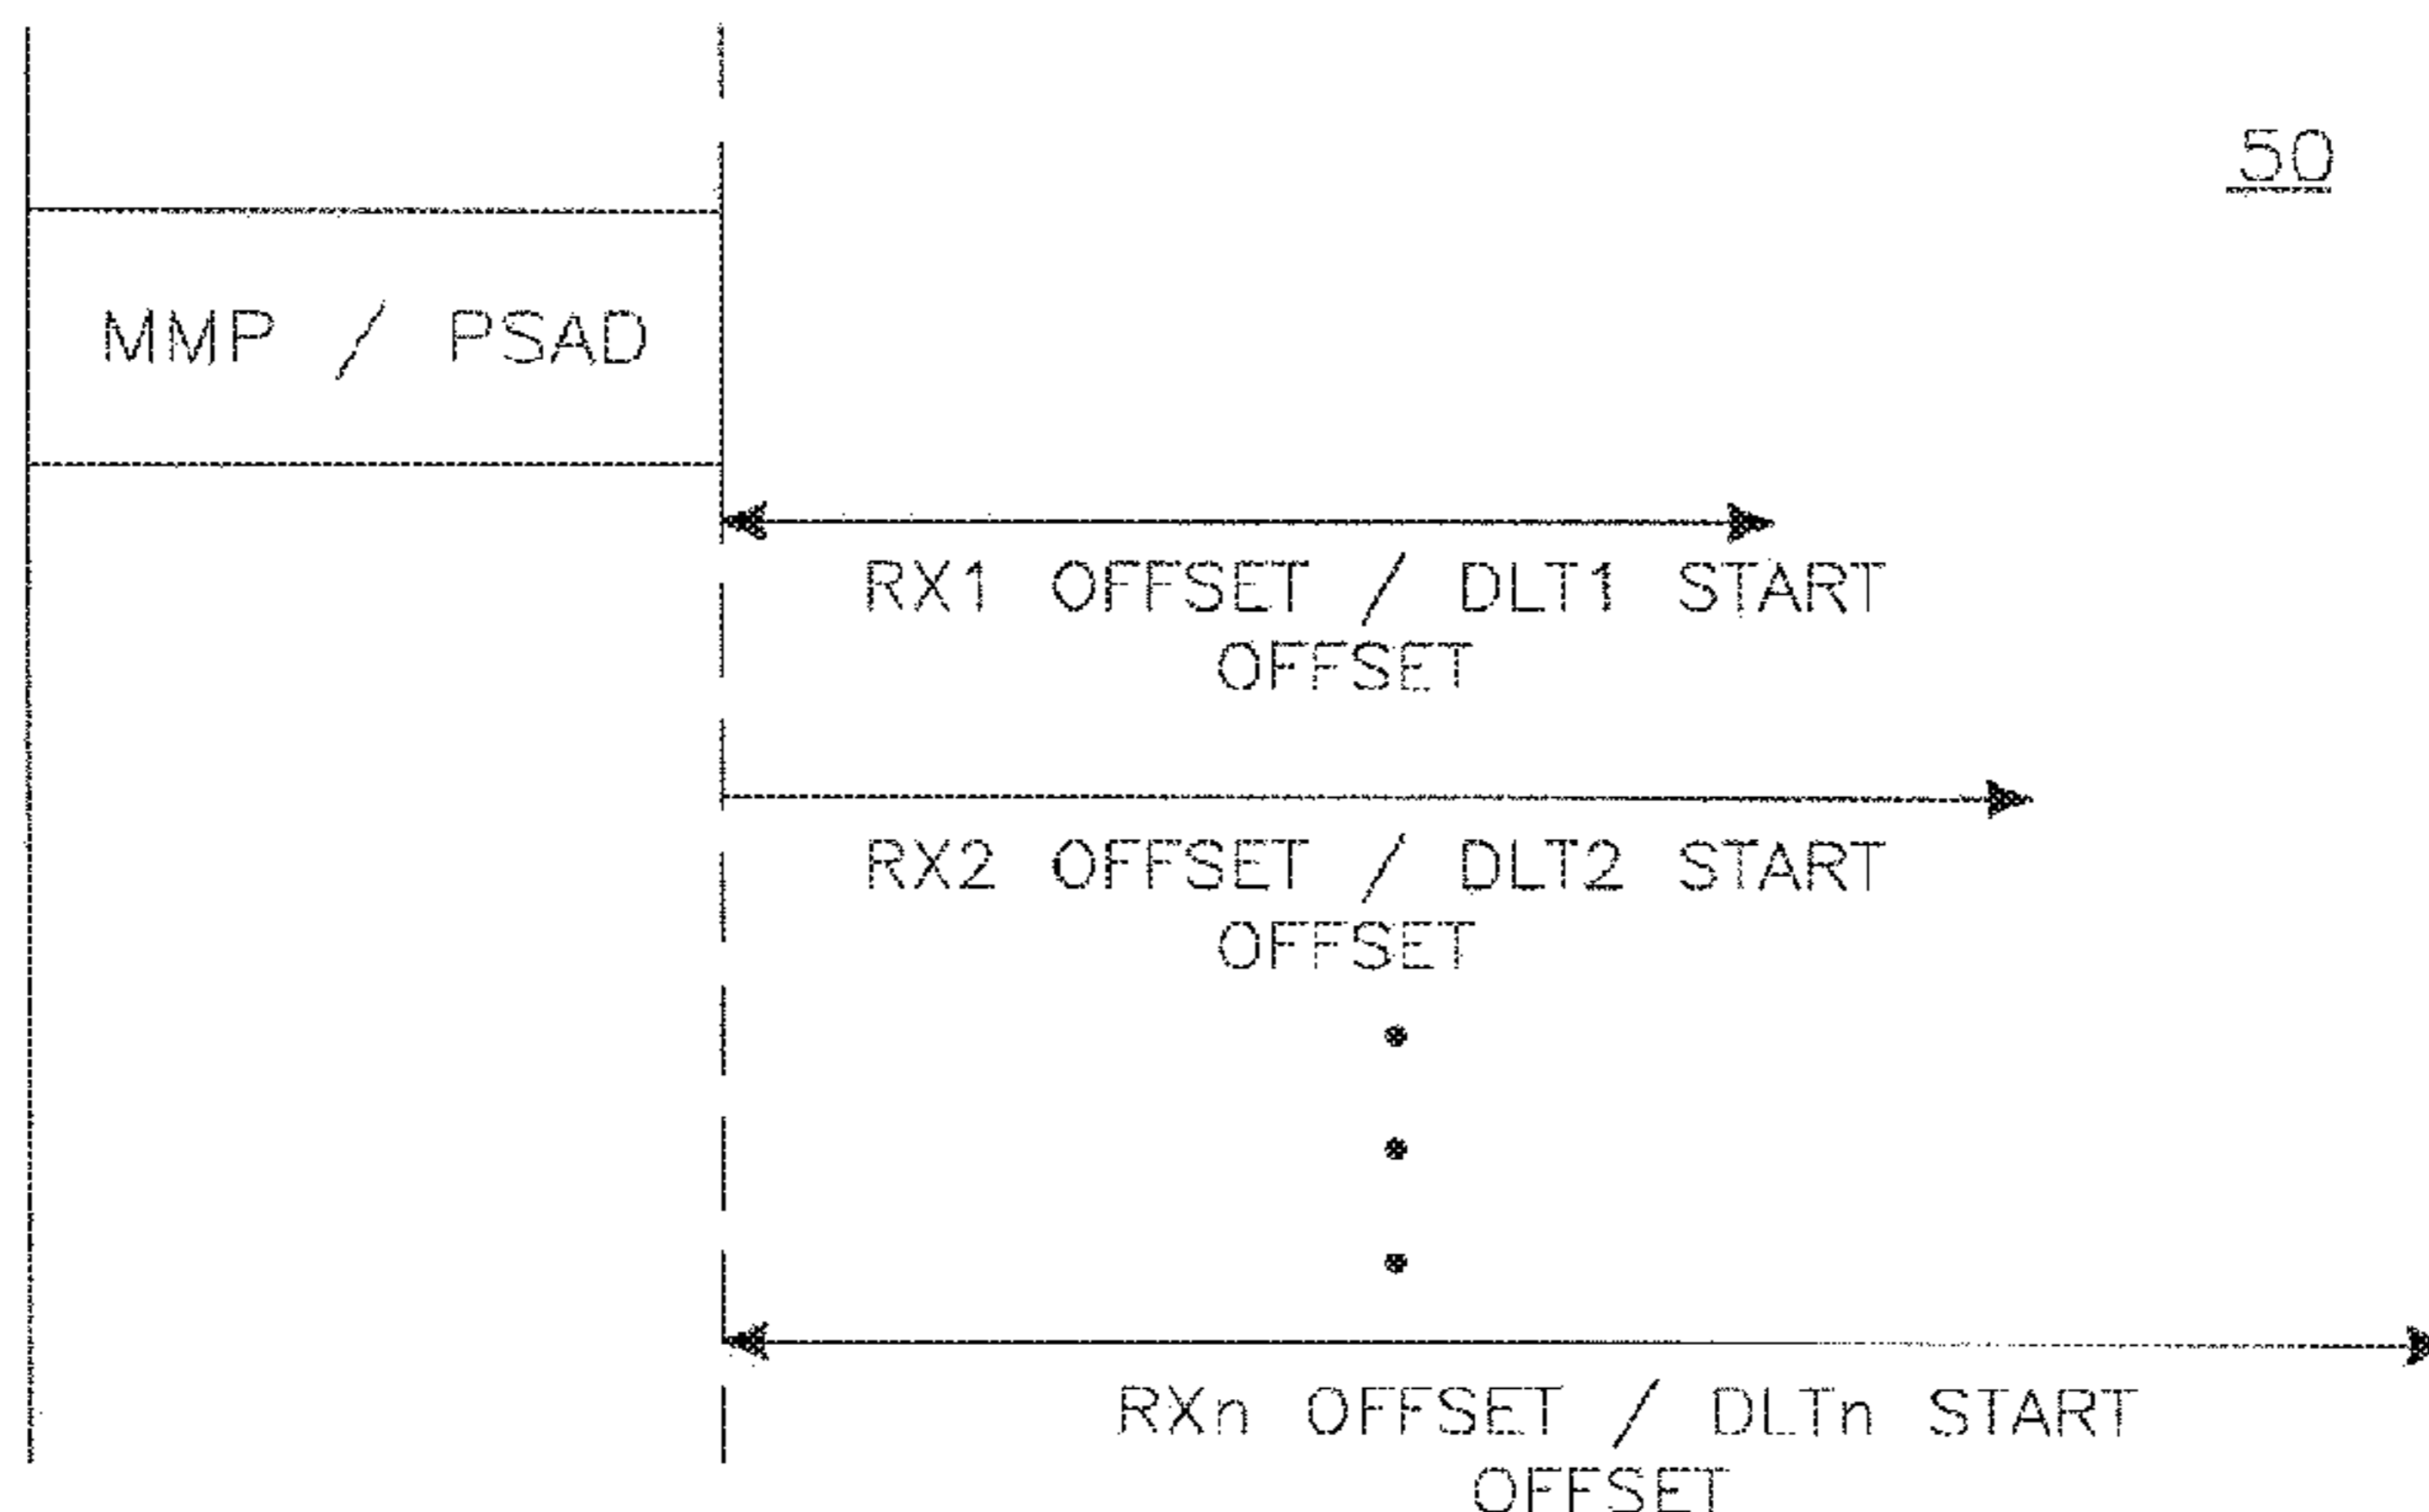 50
MMP / PSAD
RX1 OFFSET / DLT1 START
OFFSET
RX2 OFFSET / DLT2 START
OFFSET
RXn OFFSET / DLTn START
OFFSET